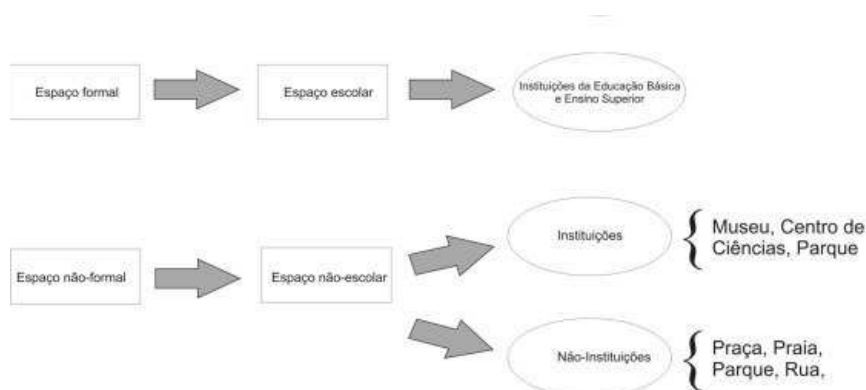 Espaço formal
Espaço escolar
Instituições da Educação Básica
e Ensino Superior
Espaço não-formal
Espaço não-escolar
Instituições
{ Museu, Centro de
Ciências, Parque
Não-Instituições
{ Praça, Praia,
Parque, Rua,